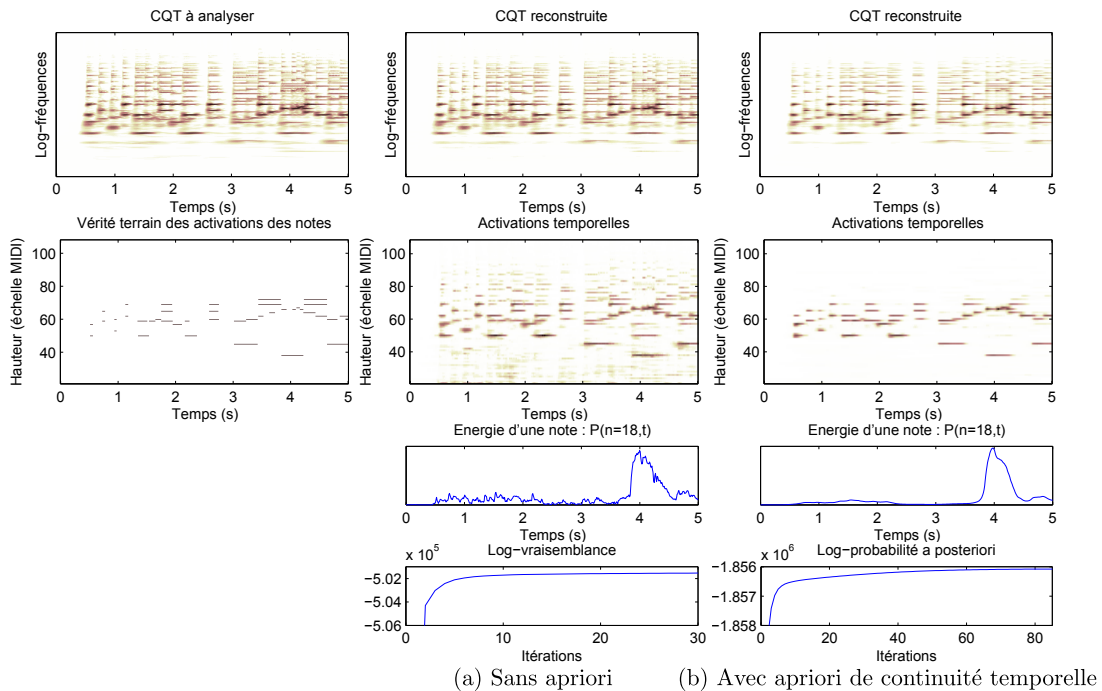 CQT à analyser
CQT reconstruite
CQT reconstruite
Log−fréquences
Log−fréquences
Log−fréquences
0 1 2 3 4 5
0 1 2 3 4 5
0 1 2 3 4 5
Temps (s)
Temps (s)
Temps (s)
Vérité terrain des activations des notes
Activations temporelles
Activations temporelles
Hauteur (échelle MIDI)
Hauteur (échelle MIDI)
Hauteur (échelle MIDI)
100
80
60
40
100
80
60
40
100
80
60
40
0 1 2 3 4 5
0 1 2 3 4 5
0 1 2 3 4 5
Temps (s)
Temps (s)
Temps (s)
Energie d'une note : P(n=18,t)
Energie d'une note : P(n=18,t)
0 1 2 3 4 5
0 1 2 3 4 5
Temps (s)
Temps (s)
x 10^5
Log−vraisemblance
−5.02
−5.04
−5.06
0 10 20 30
Itérations
x 10^6
Log−probabilité a posteriori
−1.856
−1.857
−1.858
0 20 40 60 80
Itérations
(a) Sans apriori
(b) Avec apriori de continuité temporelle